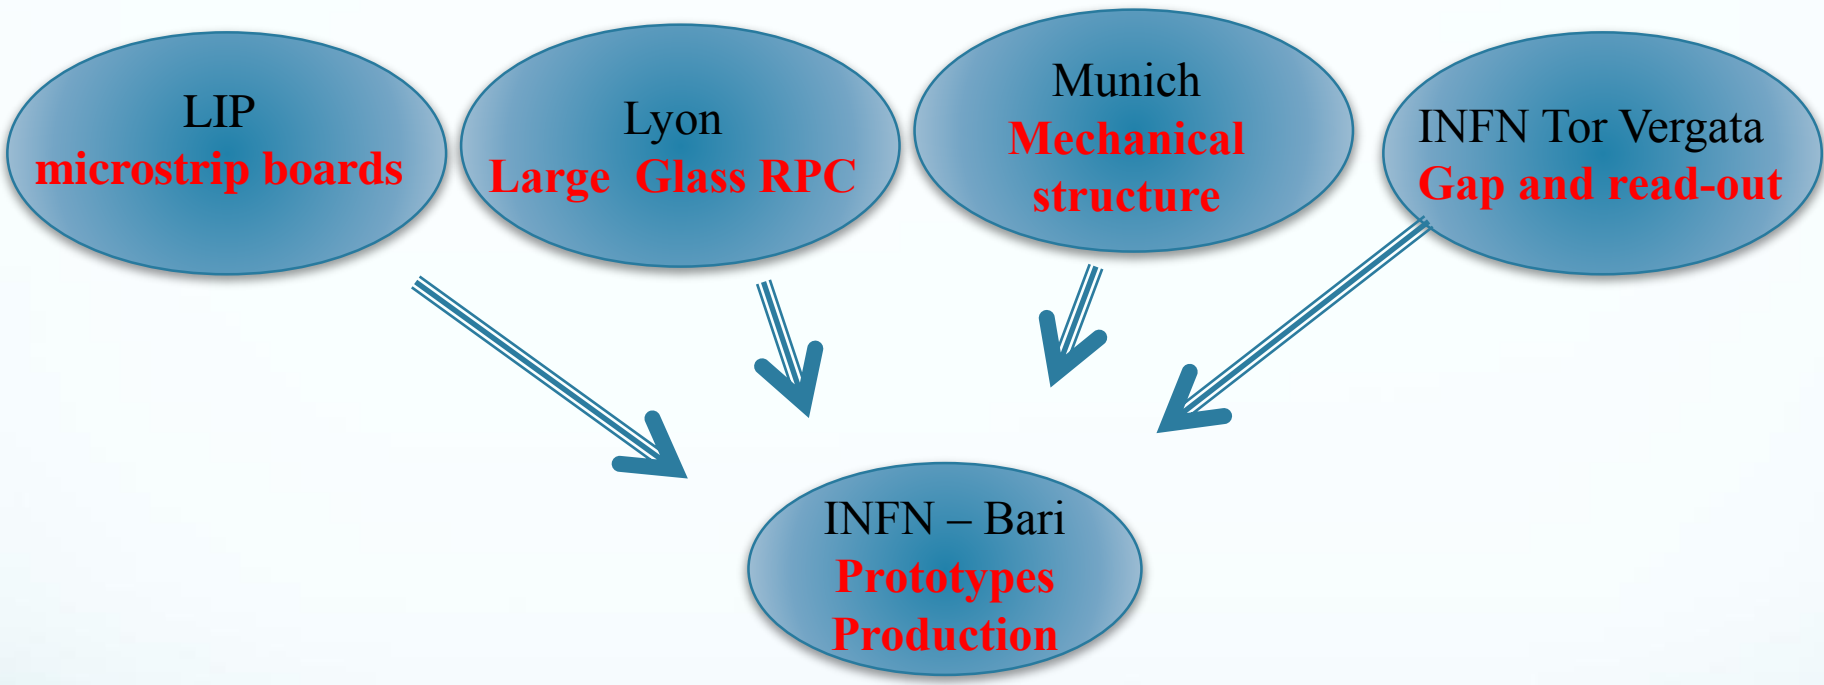 LIP
microstrip boards
Lyon
Large Glass RPC
Munich
Mechanical
structure
INFN Tor Vergata
Gap and read-out
INFN – Bari
Prototypes
Production